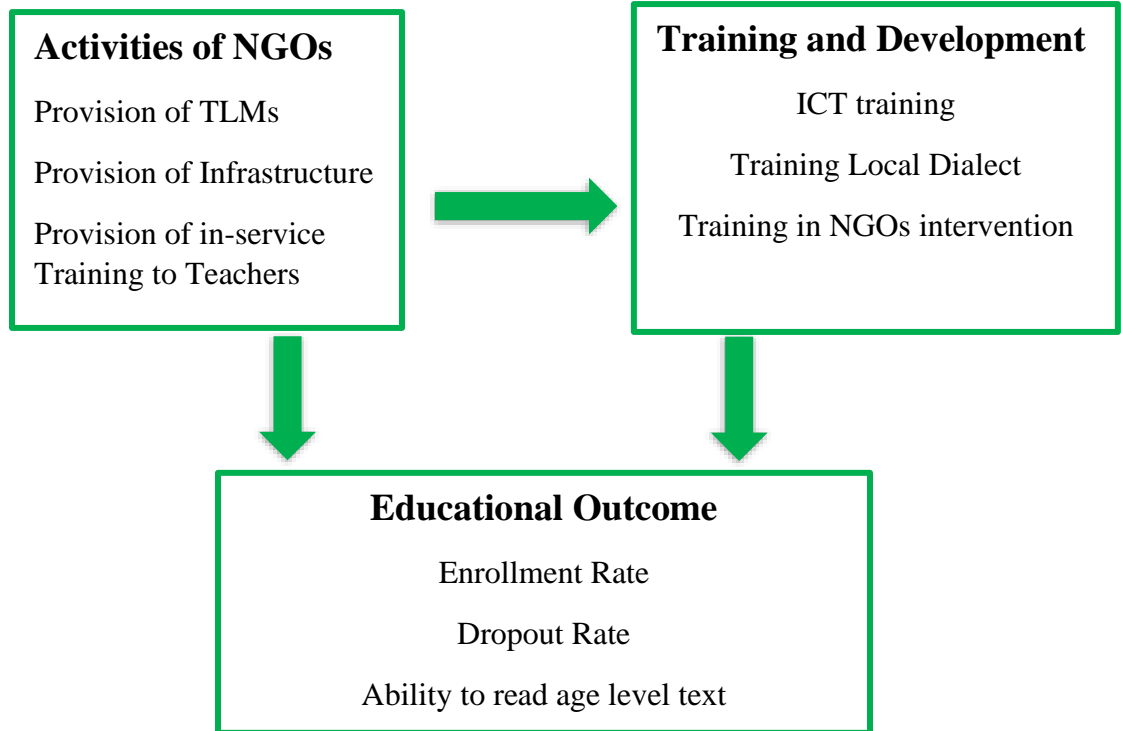 Activities of NGOs
Provision of TLMs
Provision of Infrastructure
Provision of in-service
Training to Teachers
Training and Development
ICT training
Training Local Dialect
Training in NGOs intervention
Educational Outcome
Enrollment Rate
Dropout Rate
Ability to read age level text